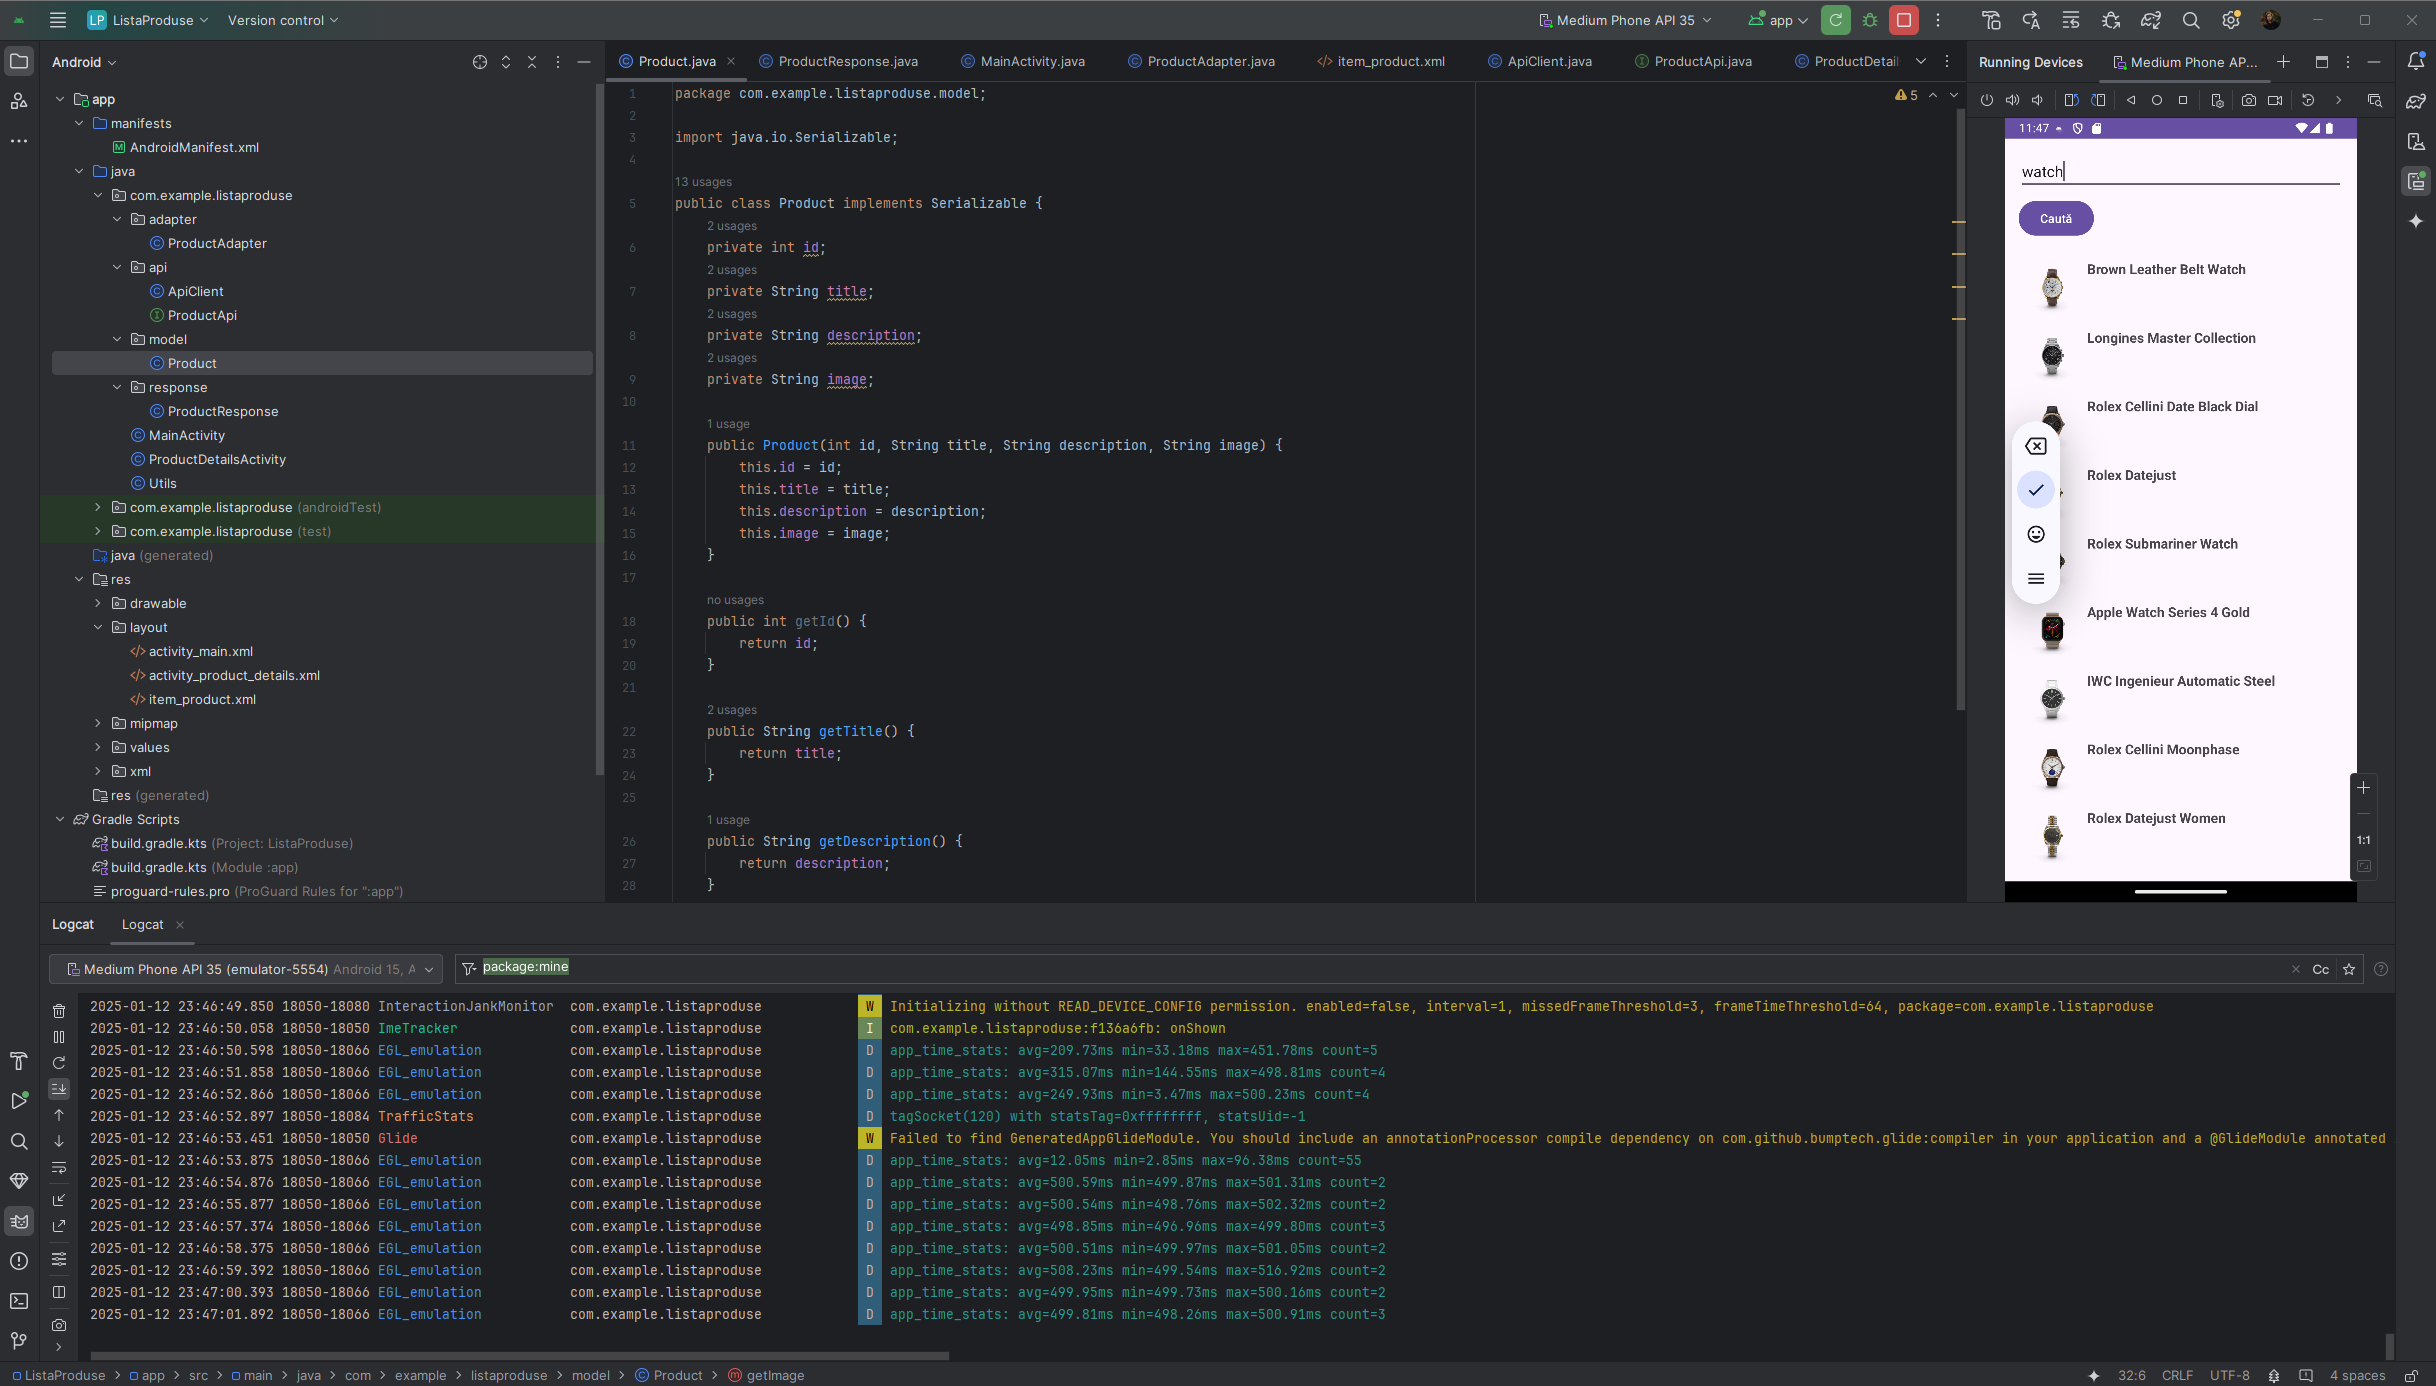 LP ListaProduse Version control Medium Phone API 35 app
Android
app
manifests
AndroidManifest.xml
java
com.example.listaproduse
adapter
ProductAdapter
api
ApiClient
ProductApi
model
Product
response
ProductResponse
MainActivity
ProductDetailsActivity
Utils
com.example.listaproduse (androidTest)
com.example.listaproduse (test)
java (generated)
res
drawable
layout
activity_main.xml
activity_product_details.xml
item_product.xml
mipmap
values
xml
res (generated)
Gradle Scripts
build.gradle.kts (Project: ListaProduse)
build.gradle.kts (Module :app)
proguard-rules.pro (ProGuard Rules for ":app")
Product.java ProductResponse.java MainActivity.java ProductAdapter.java item_product.xml ApiClient.java ProductApi.java ProductDetail
5
1 package com.example.listaproduse.model;
2
3 import java.io.Serializable;
4
13 usages
5 public class Product implements Serializable {
2 usages
6 private int id;
2 usages
7 private String title;
2 usages
8 private String description;
2 usages
9 private String image;
10
1 usage
11 public Product(int id, String title, String description, String image) {
12 this.id = id;
13 this.title = title;
14 this.description = description;
15 this.image = image;
16 }
17
no usages
18 public int getId() {
19 return id;
20 }
21
2 usages
22 public String getTitle() {
23 return title;
24 }
25
1 usage
26 public String getDescription() {
27 return description;
28 }
Running Devices Medium Phone AP...
11:47
watch
Caută
Brown Leather Belt Watch
Longines Master Collection
Rolex Cellini Date Black Dial
Rolex Datejust
Rolex Submariner Watch
Apple Watch Series 4 Gold
IWC Ingenieur Automatic Steel
Rolex Cellini Moonphase
Rolex Datejust Women
1:1
Logcat Logcat
Medium Phone API 35 (emulator-5554) Android 15, A package:mine Cc
2025-01-12 23:46:49.850 18050-18080 InteractionJankMonitor com.example.listaproduse W Initializing without READ_DEVICE_CONFIG permission. enabled=false, interval=1, missedFrameThreshold=3, frameTimeThreshold=64, package=com.example.listaproduse
2025-01-12 23:46:50.058 18050-18050 ImeTracker com.example.listaproduse I com.example.listaproduse:f136a6fb: onShown
2025-01-12 23:46:50.598 18050-18066 EGL_emulation com.example.listaproduse D app_time_stats: avg=209.73ms min=33.18ms max=451.78ms count=5
2025-01-12 23:46:51.858 18050-18066 EGL_emulation com.example.listaproduse D app_time_stats: avg=315.07ms min=144.55ms max=498.81ms count=4
2025-01-12 23:46:52.866 18050-18066 EGL_emulation com.example.listaproduse D app_time_stats: avg=249.93ms min=3.47ms max=500.23ms count=4
2025-01-12 23:46:52.897 18050-18084 TrafficStats com.example.listaproduse D tagSocket(120) with statsTag=0xffffffff, statsUid=-1
2025-01-12 23:46:53.451 18050-18050 Glide com.example.listaproduse W Failed to find GeneratedAppGlideModule. You should include an annotationProcessor compile dependency on com.github.bumptech.glide:compiler in your application and a @GlideModule annotated
2025-01-12 23:46:53.875 18050-18066 EGL_emulation com.example.listaproduse D app_time_stats: avg=12.05ms min=2.85ms max=96.38ms count=55
2025-01-12 23:46:54.876 18050-18066 EGL_emulation com.example.listaproduse D app_time_stats: avg=500.59ms min=499.87ms max=501.31ms count=2
2025-01-12 23:46:55.877 18050-18066 EGL_emulation com.example.listaproduse D app_time_stats: avg=500.54ms min=498.76ms max=502.32ms count=2
2025-01-12 23:46:57.374 18050-18066 EGL_emulation com.example.listaproduse D app_time_stats: avg=498.85ms min=496.96ms max=499.80ms count=3
2025-01-12 23:46:58.375 18050-18066 EGL_emulation com.example.listaproduse D app_time_stats: avg=500.51ms min=499.97ms max=501.05ms count=2
2025-01-12 23:46:59.392 18050-18066 EGL_emulation com.example.listaproduse D app_time_stats: avg=508.23ms min=499.54ms max=516.92ms count=2
2025-01-12 23:47:00.393 18050-18066 EGL_emulation com.example.listaproduse D app_time_stats: avg=499.95ms min=499.73ms max=500.16ms count=2
2025-01-12 23:47:01.892 18050-18066 EGL_emulation com.example.listaproduse D app_time_stats: avg=499.81ms min=498.26ms max=500.91ms count=3
ListaProduse app src main java com example listaproduse model Product getImage 32:6 CRLF UTF-8 4 spaces